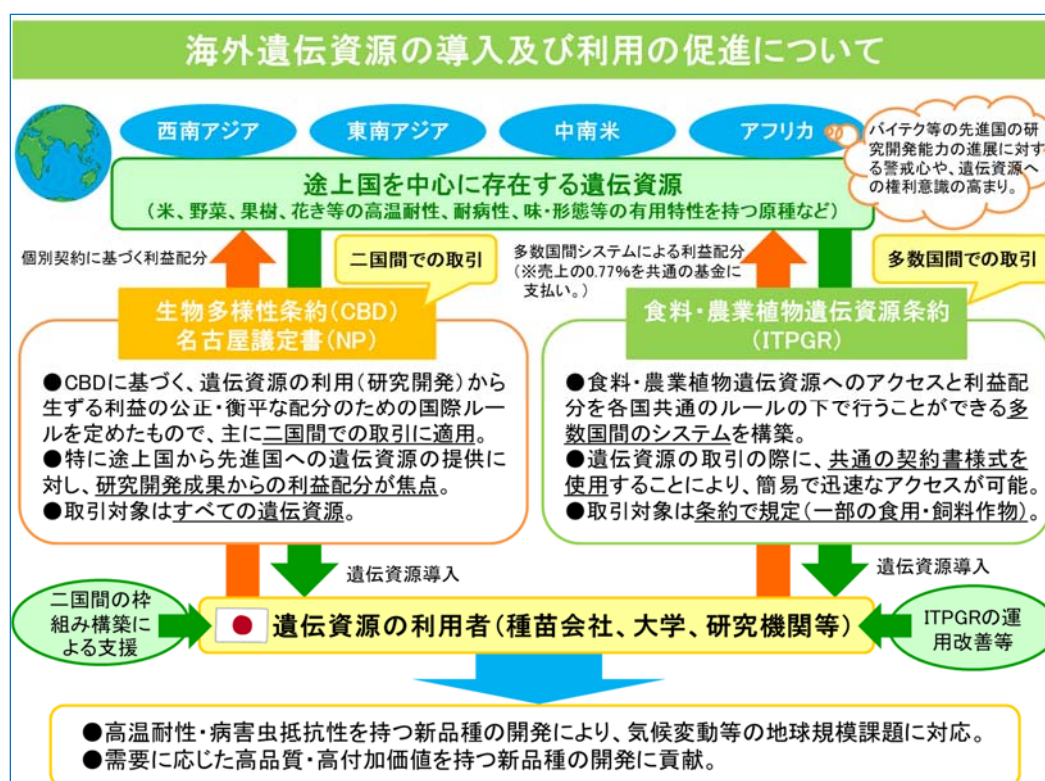 海外遺伝資源の導入及び利用の促進について
西南アジア
東南アジア
中南米
アフリカ
バイテク等の先進国の研
究開発能力の進展に対す
る警戒心や、遺伝資源へ
の権利意識の高まり。
途上国を中心に存在する遺伝資源
(米、野菜、果樹、花き等の高温耐性、耐病性、味・形態等の有用特性を持つ原種など)
個別契約に基づく利益配分
二国間での取引
多数国間システムによる利益配分
(※売上の0.77%を共通の基金に
支払い。)
多数国間での取引
生物多様性条約(CBD)
名古屋議定書(NP)
●CBDに基づく、遺伝資源の利用(研究開発)から
生ずる利益の公正・衡平な配分のための国際ルー
ルを定めたもので、主に二国間での取引に適用。
●特に途上国から先進国への遺伝資源の提供に
対し、研究開発成果からの利益配分が焦点。
●取引対象はすべての遺伝資源。
食料・農業植物遺伝資源条約
(ITPGR)
●食料・農業植物遺伝資源へのアクセスと利益配
分を各国共通のルールの下で行うことができる多
数国間のシステムを構築。
●遺伝資源の取引の際に、共通の契約書様式を
使用することにより、簡易で迅速なアクセスが可能。
●取引対象は条約で規定(一部の食用・飼料作物)。
遺伝資源導入
遺伝資源導入
二国間の枠
組み構築に
よる支援
遺伝資源の利用者(種苗会社、大学、研究機関等)
ITPGRの運
用改善等
●高温耐性・病害虫抵抗性を持つ新品種の開発により、気候変動等の地球規模課題に対応。
●需要に応じた高品質・高付加価値を持つ新品種の開発に貢献。